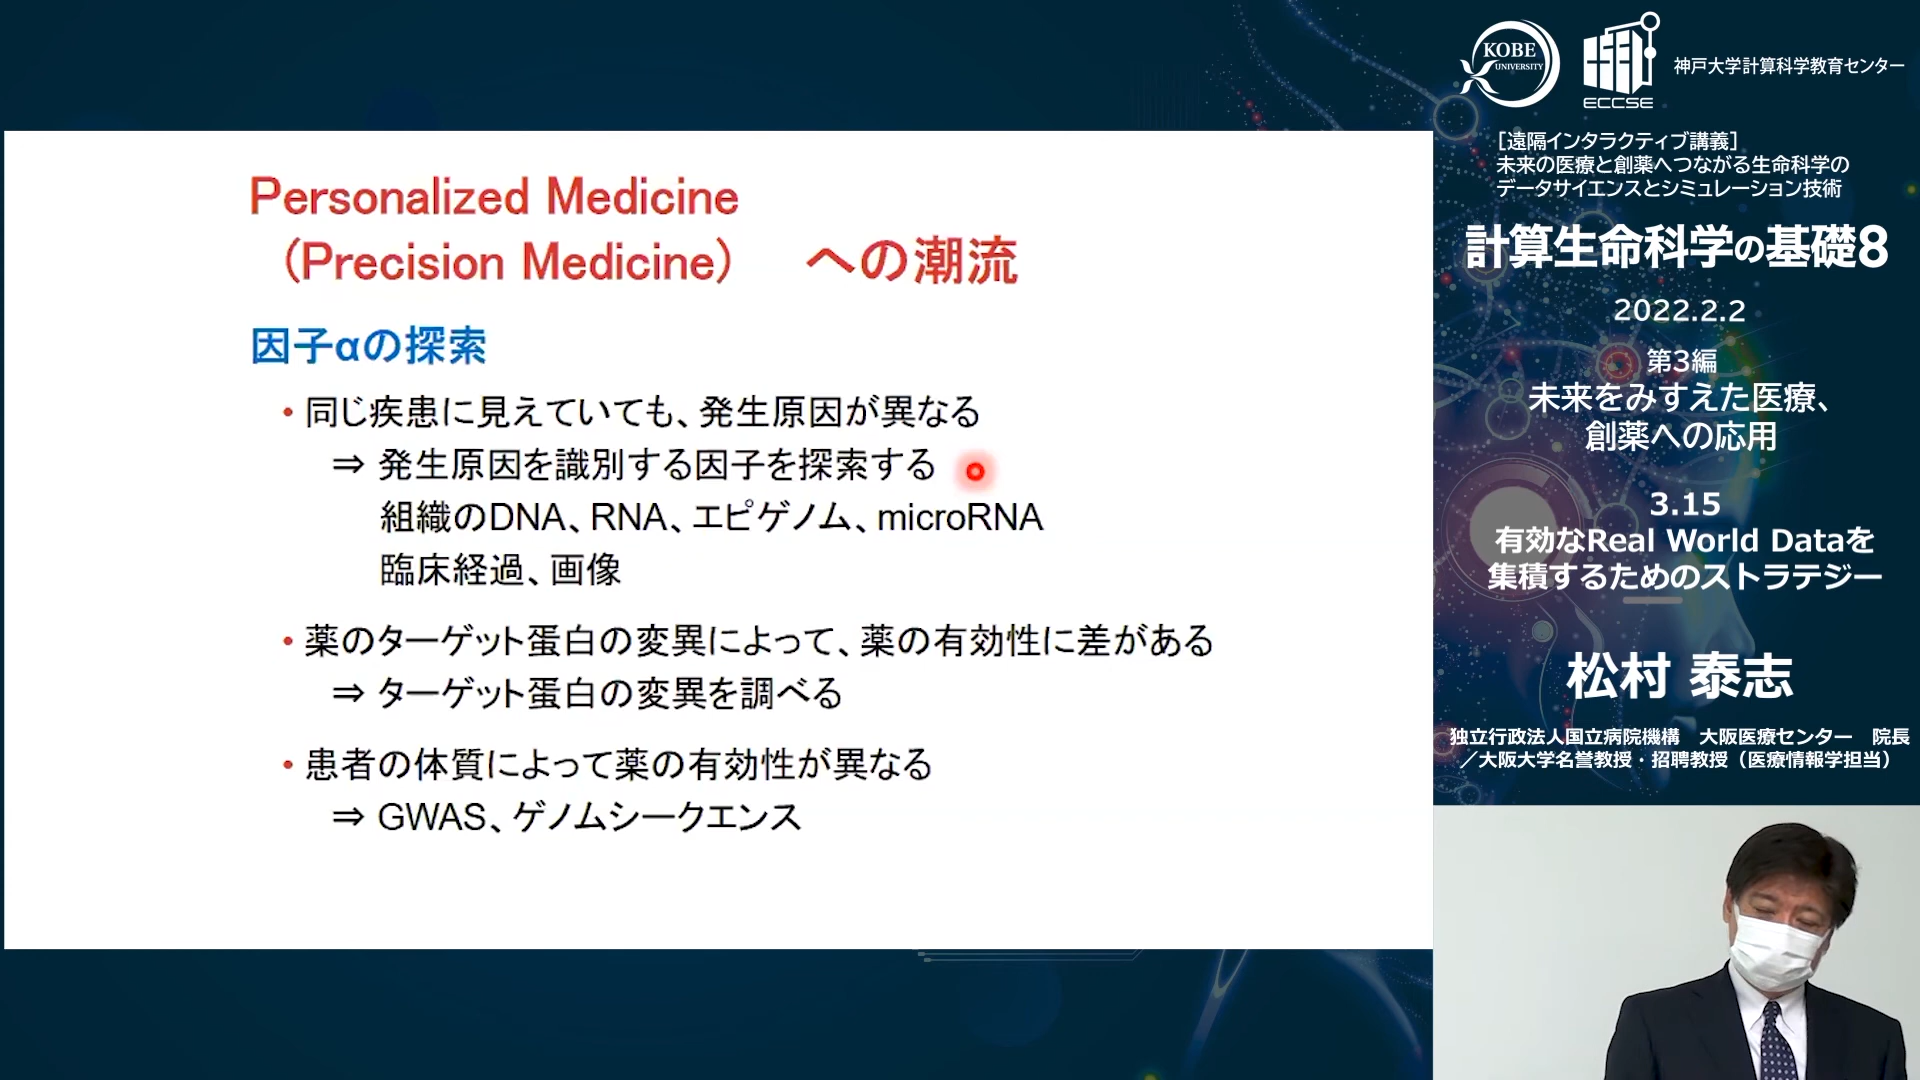 Personalized Medicine
（Precision Medicine） への潮流
因子αの探索
• 同じ疾患に見えていても、発生原因が異なる
⇒ 発生原因を識別する因子を探索する
組織のDNA、RNA、エピゲノム、microRNA
臨床経過、画像
• 薬のターゲット蛋白の変異によって、薬の有効性に差がある
⇒ ターゲット蛋白の変異を調べる
• 患者の体質によって薬の有効性が異なる
⇒ GWAS、ゲノムシークエンス
KOBE
UNIVERSITY
ECCSE
神戸大学計算科学教育センター
［遠隔インタラクティブ講義］
未来の医療と創薬へつながる生命科学の
データサイエンスとシミュレーション技術
計算生命科学の基礎8
2022.2.2
第3編
未来をみすえた医療、
創薬への応用
3.15
有効なReal World Dataを
集積するためのストラテジー
松村 泰志
独立行政法人国立病院機構　大阪医療センター　院長
／大阪大学名誉教授・招聘教授（医療情報学担当）